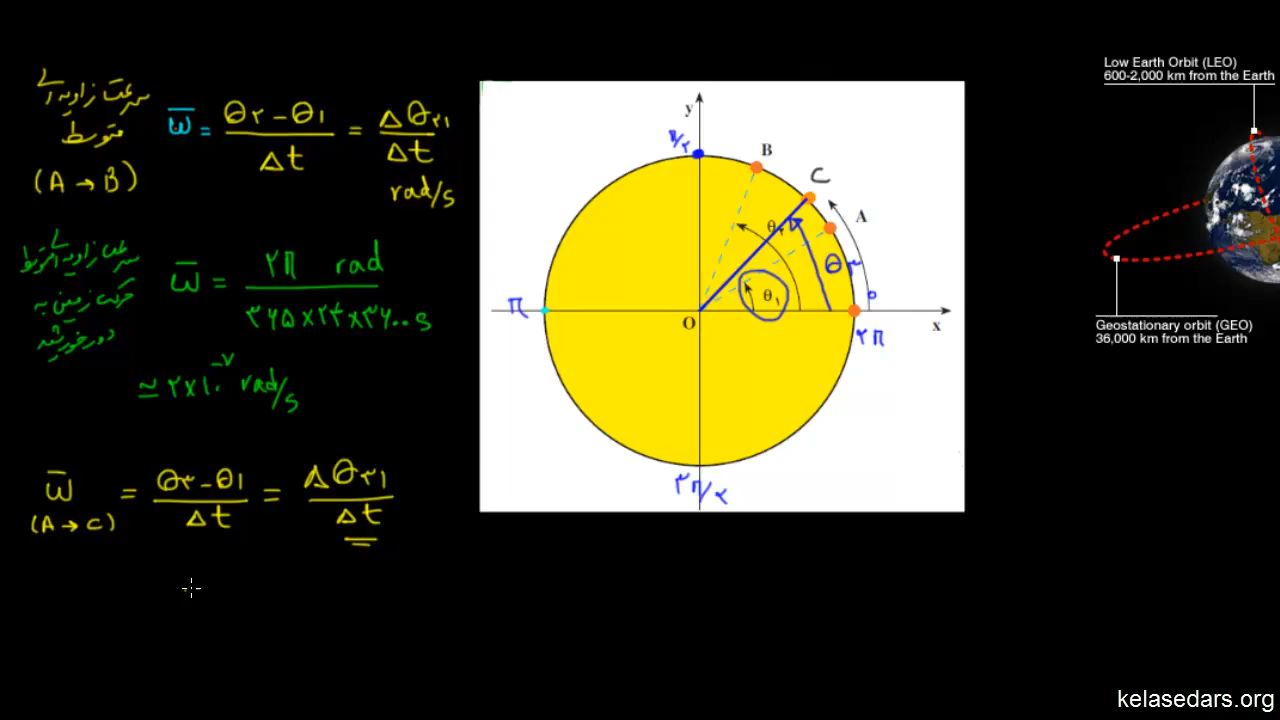 سرعت زاویه ای
متوسط
(A → B)
ω̅ = θ۲ - θ۱ / Δt = Δθ۲۱ / Δt
rad/s
سرعت زاویه ای متوسط
حرکت زمین به
دور خورشید
ω̅ = ۲π rad / ۳۶۵×۲۴×۳۶۰۰ s
≃ ۲×۱۰⁻⁷ rad/s
ω̅ (A → C) = θ۳ - θ۱ / Δt = Δθ۳۱ / Δt
y
π/۲
B
C
A
θ۲
θ۳
θ۱
π
O
۰
x
۲π
۳π/۲
Low Earth Orbit (LEO)
600-2,000 km from the Earth
Geostationary orbit (GEO)
36,000 km from the Earth
kelasedars.org